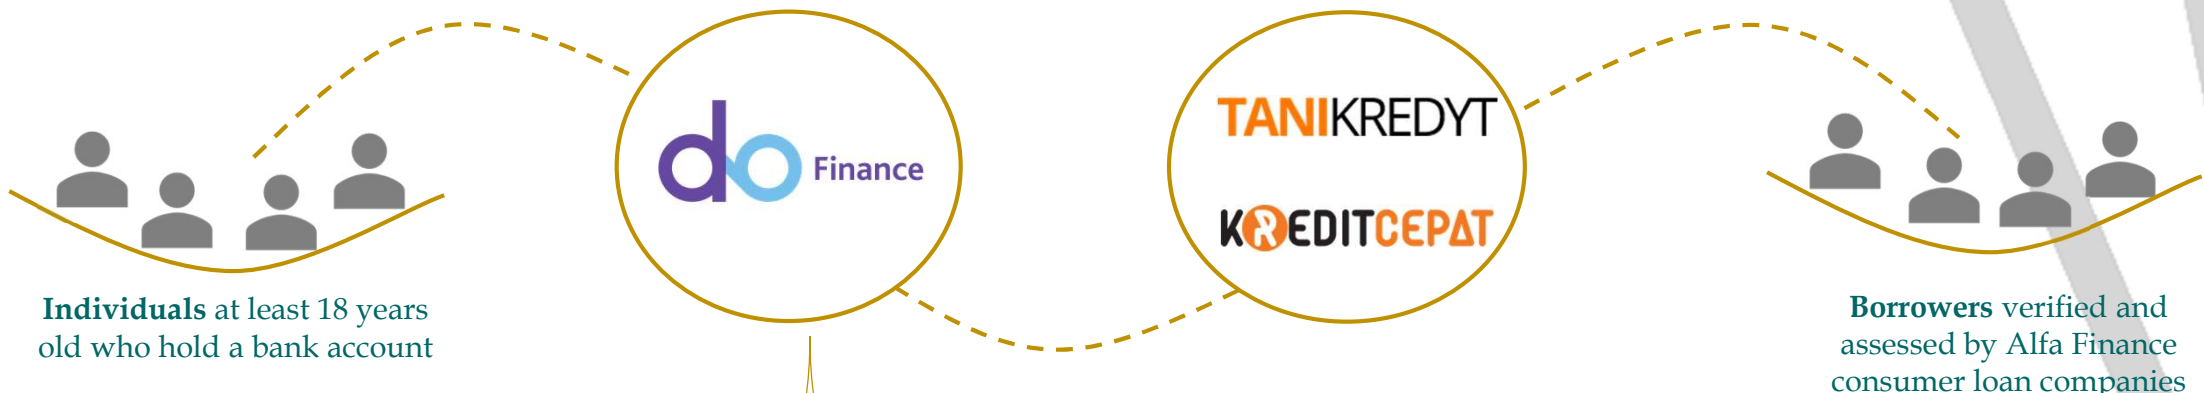 do Finance
TANIKREDYT
KREDITCEPAT
Individuals at least 18 years
old who hold a bank account
Borrowers verified and
assessed by Alfa Finance
consumer loan companies